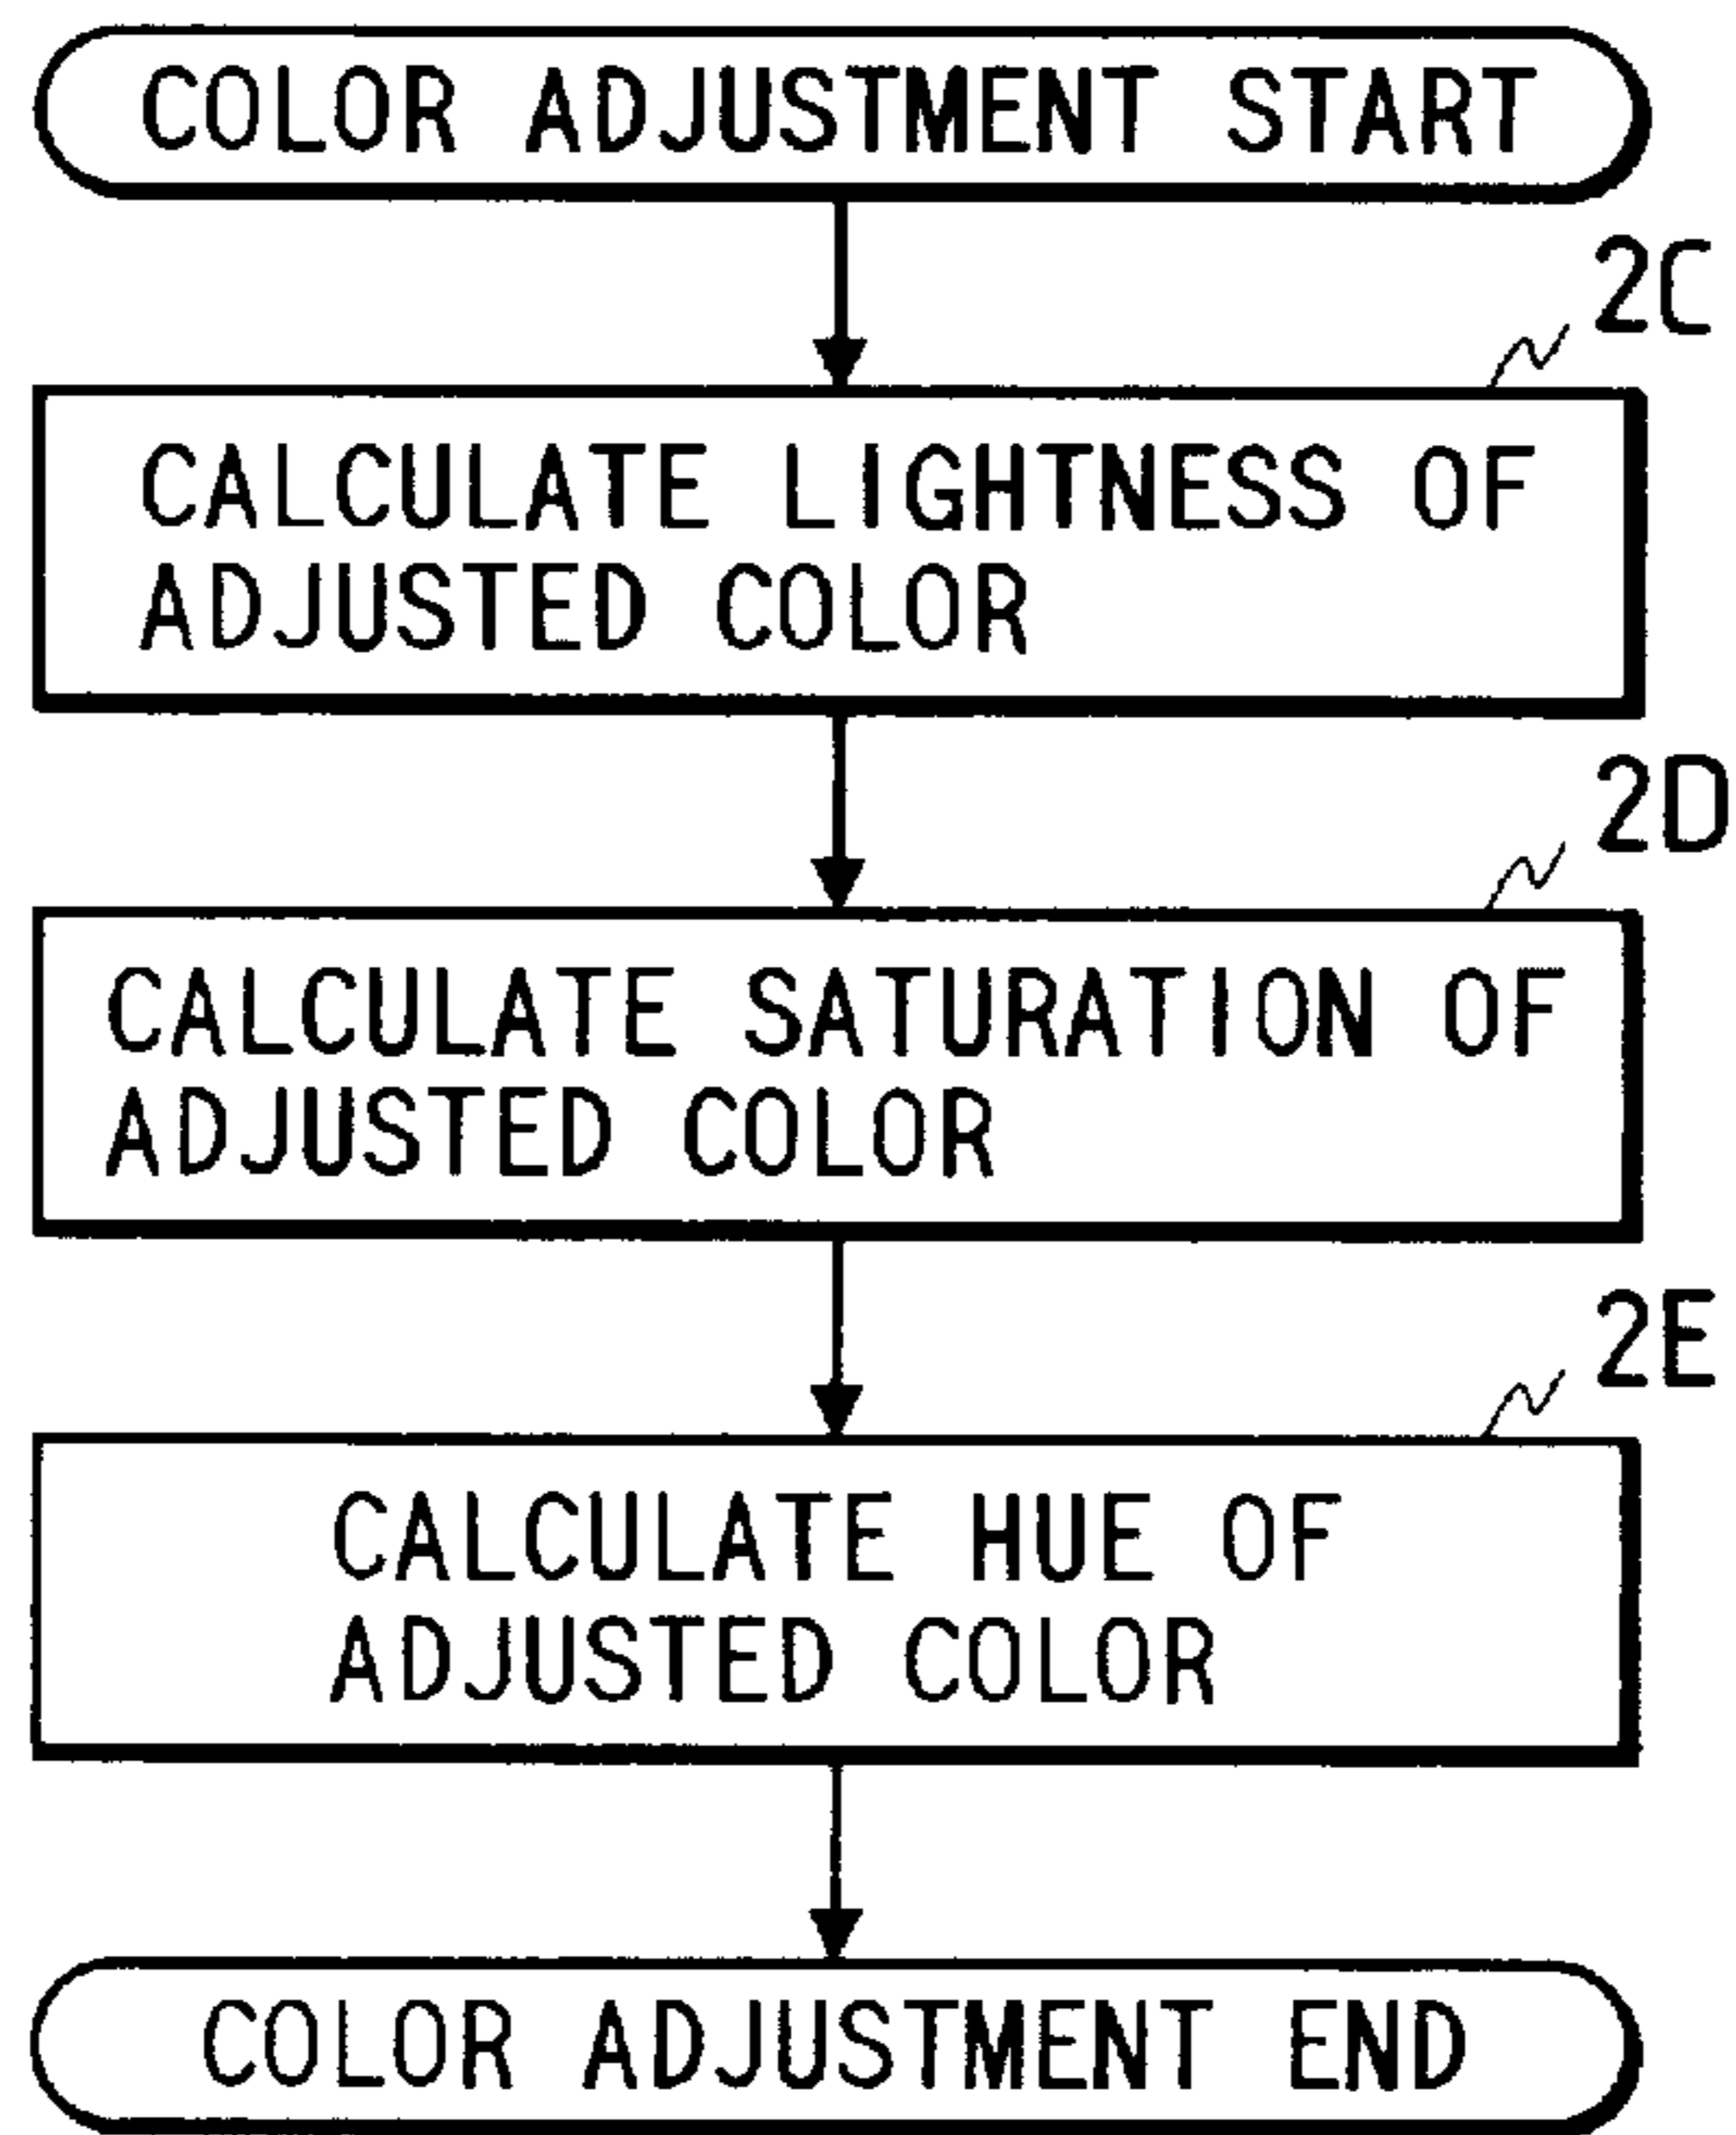 COLOR ADJUSTMENT START
2C
CALCULATE LIGHTNESS OF
ADJUSTED COLOR
2D
CALCULATE SATURATION OF
ADJUSTED COLOR
2E
CALCULATE HUE OF
ADJUSTED COLOR
COLOR ADJUSTMENT END